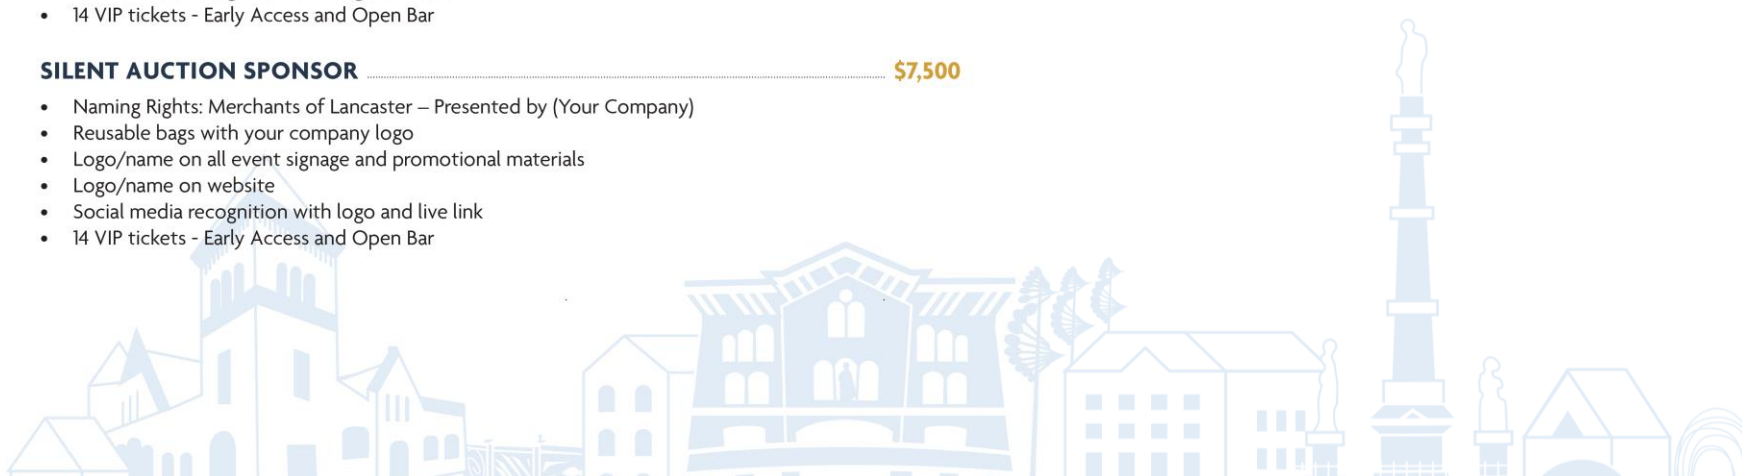 • 14 VIP tickets - Early Access and Open Bar
SILENT AUCTION SPONSOR ........ $7,500
• Naming Rights: Merchants of Lancaster – Presented by (Your Company)
• Reusable bags with your company logo
• Logo/name on all event signage and promotional materials
• Logo/name on website
• Social media recognition with logo and live link
• 14 VIP tickets - Early Access and Open Bar